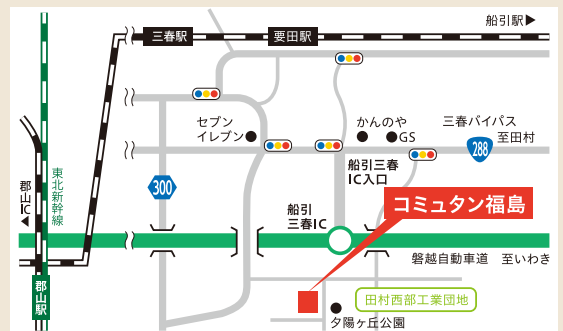 船引駅▶
三春駅
要田駅
セブン
イレブン
かんのや
GS
三春バイパス
至田村
288
船引三春
IC入口
300
東北新幹線
郡山IC
船引
三春IC
コミュタン福島
磐越自動車道 至いわき
郡山駅
田村西部工業団地
夕陽ヶ丘公園